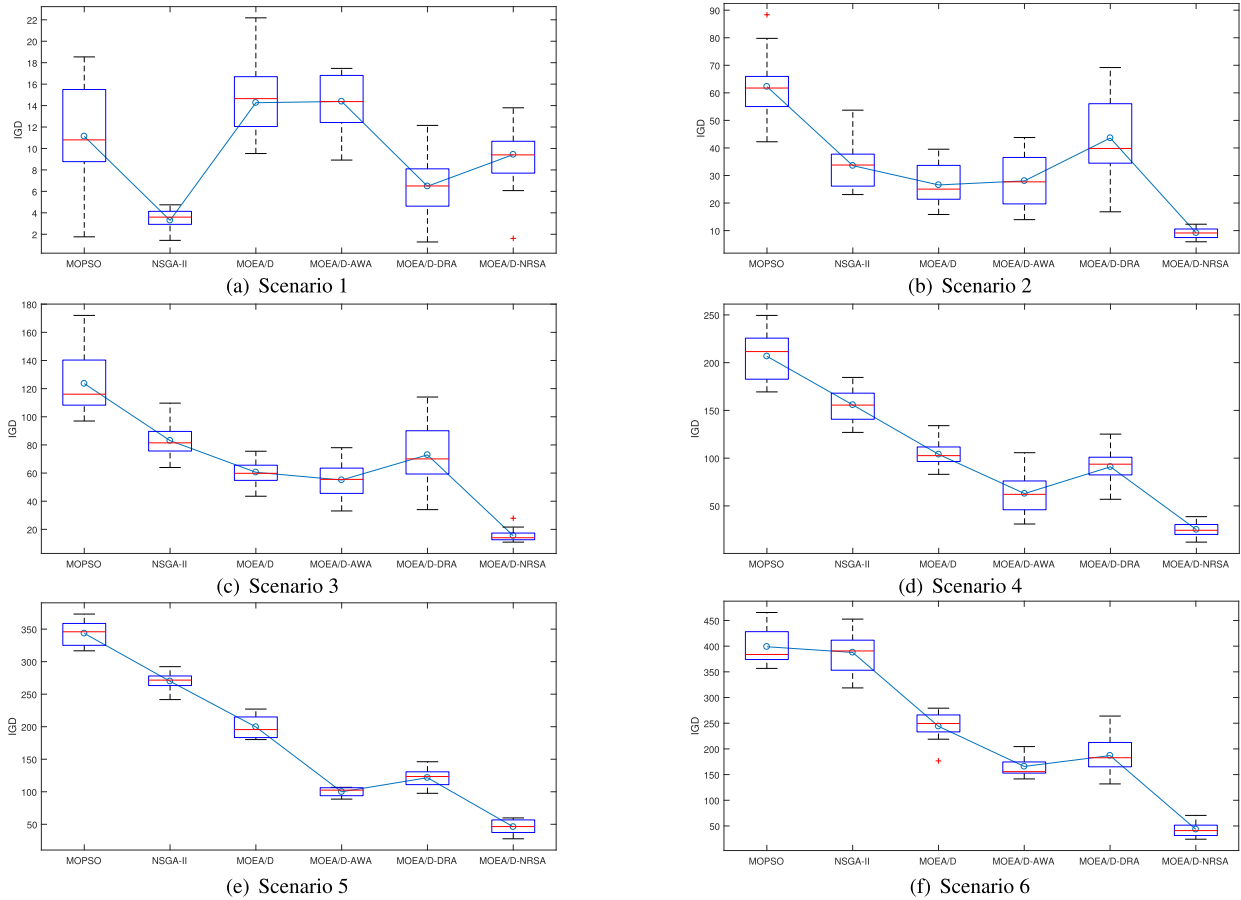 22
20
18
16
14
12
10
8
6
4
2
IGD
MOPSO NSGA-II MOEA/D MOEA/D-AWA MOEA/D-DRA MOEA/D-NRSA
(a) Scenario 1
90
80
70
60
50
40
30
20
10
IGD
MOPSO NSGA-II MOEA/D MOEA/D-AWA MOEA/D-DRA MOEA/D-NRSA
(b) Scenario 2
180
160
140
120
100
80
60
40
20
IGD
MOPSO NSGA-II MOEA/D MOEA/D-AWA MOEA/D-DRA MOEA/D-NRSA
(c) Scenario 3
250
200
150
100
50
IGD
MOPSO NSGA-II MOEA/D MOEA/D-AWA MOEA/D-DRA MOEA/D-NRSA
(d) Scenario 4
350
300
250
200
150
100
50
IGD
MOPSO NSGA-II MOEA/D MOEA/D-AWA MOEA/D-DRA MOEA/D-NRSA
(e) Scenario 5
450
400
350
300
250
200
150
100
50
IGD
MOPSO NSGA-II MOEA/D MOEA/D-AWA MOEA/D-DRA MOEA/D-NRSA
(f) Scenario 6